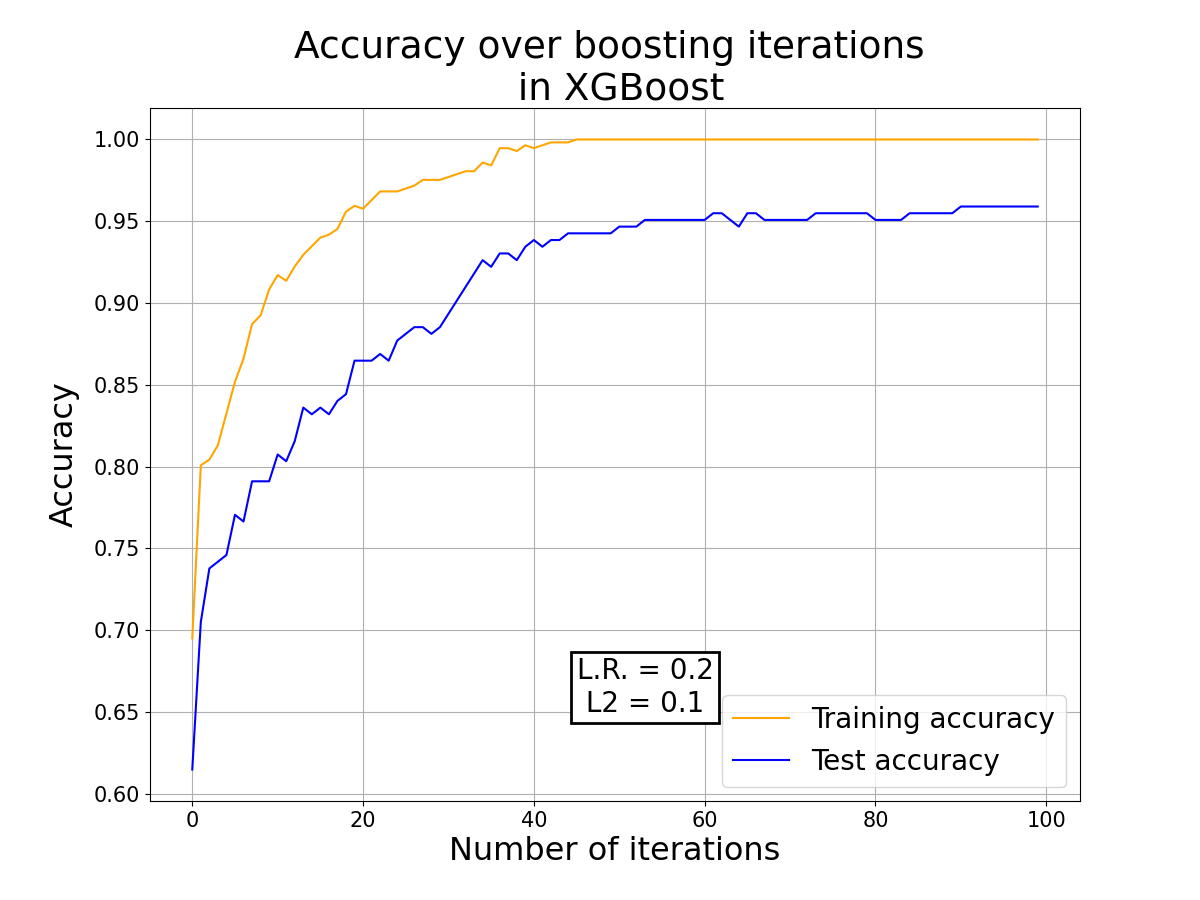 Accuracy over boosting iterations
in XGBoost
1.00
0.95
0.90
0.85
0.80
0.75
0.70
0.65
0.60
Accuracy
L.R. = 0.2
L2 = 0.1
Training accuracy
Test accuracy
0 20 40 60 80 100
Number of iterations